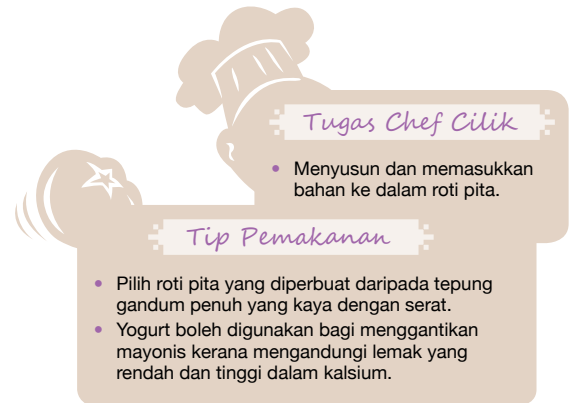 Tugas Chef Cilik
• Menyusun dan memasukkan
bahan ke dalam roti pita.
Tip Pemakanan
• Pilih roti pita yang diperbuat daripada tepung
gandum penuh yang kaya dengan serat.
• Yogurt boleh digunakan bagi menggantikan
mayonis kerana mengandungi lemak yang
rendah dan tinggi dalam kalsium.